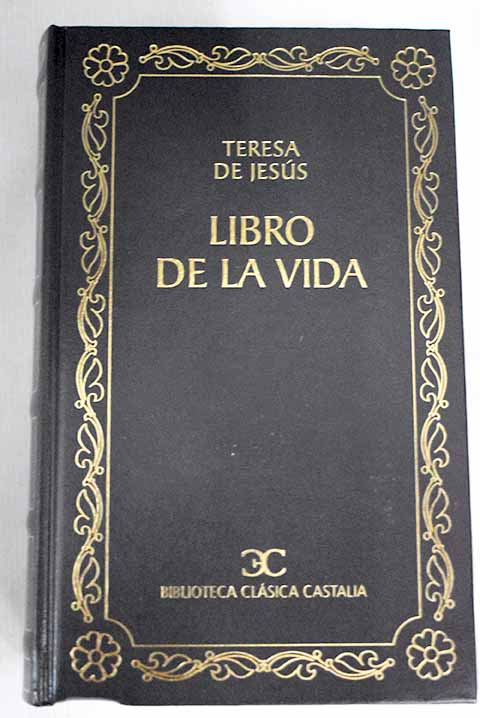 TERESA
DE JESÚS
LIBRO
DE LA VIDA
BIBLIOTECA CLÁSICA CASTALIA